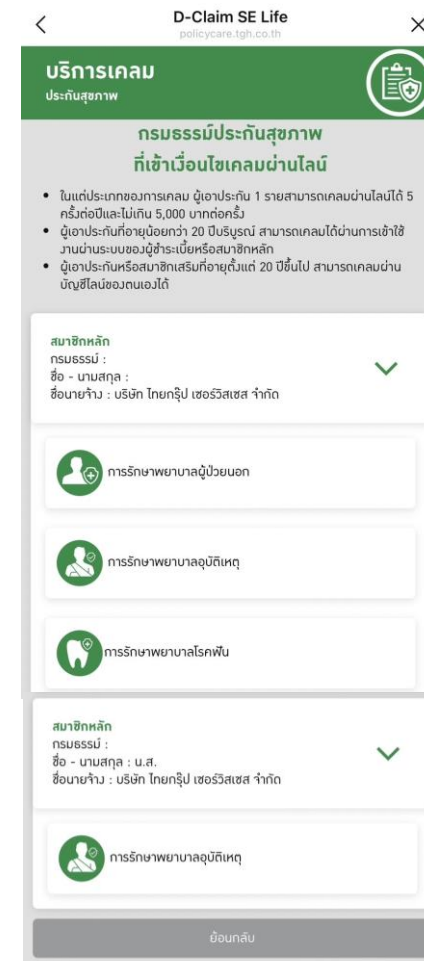 D-Claim SE Life
policycare.tgh.co.th
บริการเคลม
ประกันสุขภาพ
กรมธรรม์ประกันสุขภาพ
ที่เข้าเงื่อนไขเคลมผ่านไลน์
• ในแต่ประเภทของการเคลม ผู้เอาประกัน 1 รายสามารถเคลมผ่านไลน์ได้ 5
ครั้งต่อปีและไม่เกิน 5,000 บาทต่อครั้ง
• ผู้เอาประกันที่อายุน้อยกว่า 20 ปีบริบูรณ์ สามารถเคลมได้ผ่านการเข้าใช้
งานผ่านระบบของผู้ชำระเบี้ยหรือสมาชิกหลัก
• ผู้เอาประกันหรือสมาชิกเสริมที่อายุตั้งแต่ 20 ปีขึ้นไป สามารถเคลมผ่าน
บัญชีไลน์ของตนเองได้
สมาชิกหลัก
กรมธรรม์ :
ชื่อ - นามสกุล :
ชื่อนายจ้าง : บริษัท ไทยกรุ๊ป เซอร์วิสเซส จำกัด
การรักษาพยาบาลผู้ป่วยนอก
การรักษาพยาบาลอุบัติเหตุ
การรักษาพยาบาลโรคฟัน
สมาชิกหลัก
กรมธรรม์ :
ชื่อ - นามสกุล : น.ส.
ชื่อนายจ้าง : บริษัท ไทยกรุ๊ป เซอร์วิสเซส จำกัด
การรักษาพยาบาลอุบัติเหตุ
ย้อนกลับ